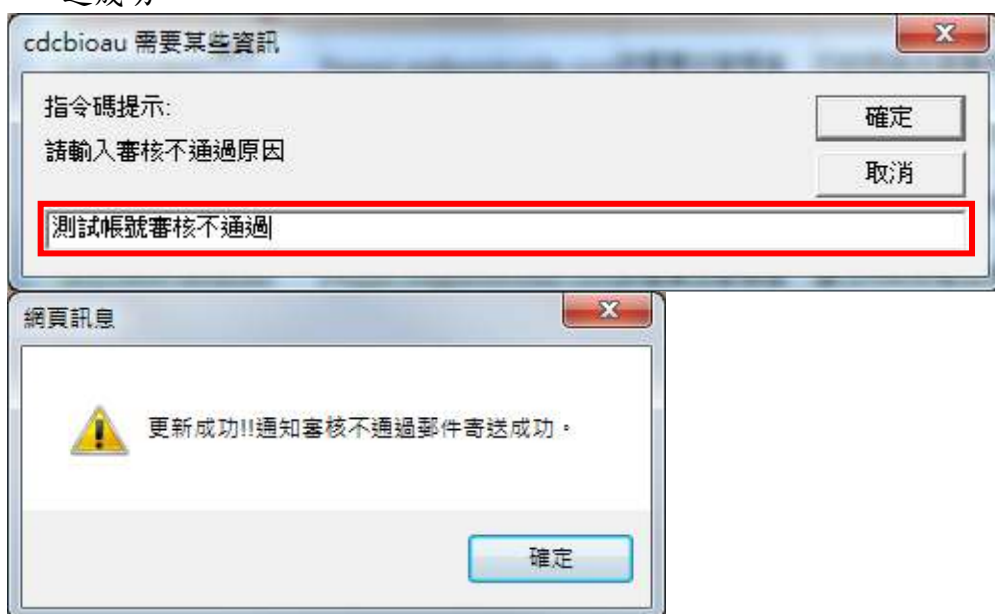 送成功
cdcbioau 需要某些資訊
指令碼提示:
請輸入審核不通過原因
確定
取消
測試帳號審核不通過
網頁訊息
更新成功!!通知審核不通過郵件寄送成功。
確定